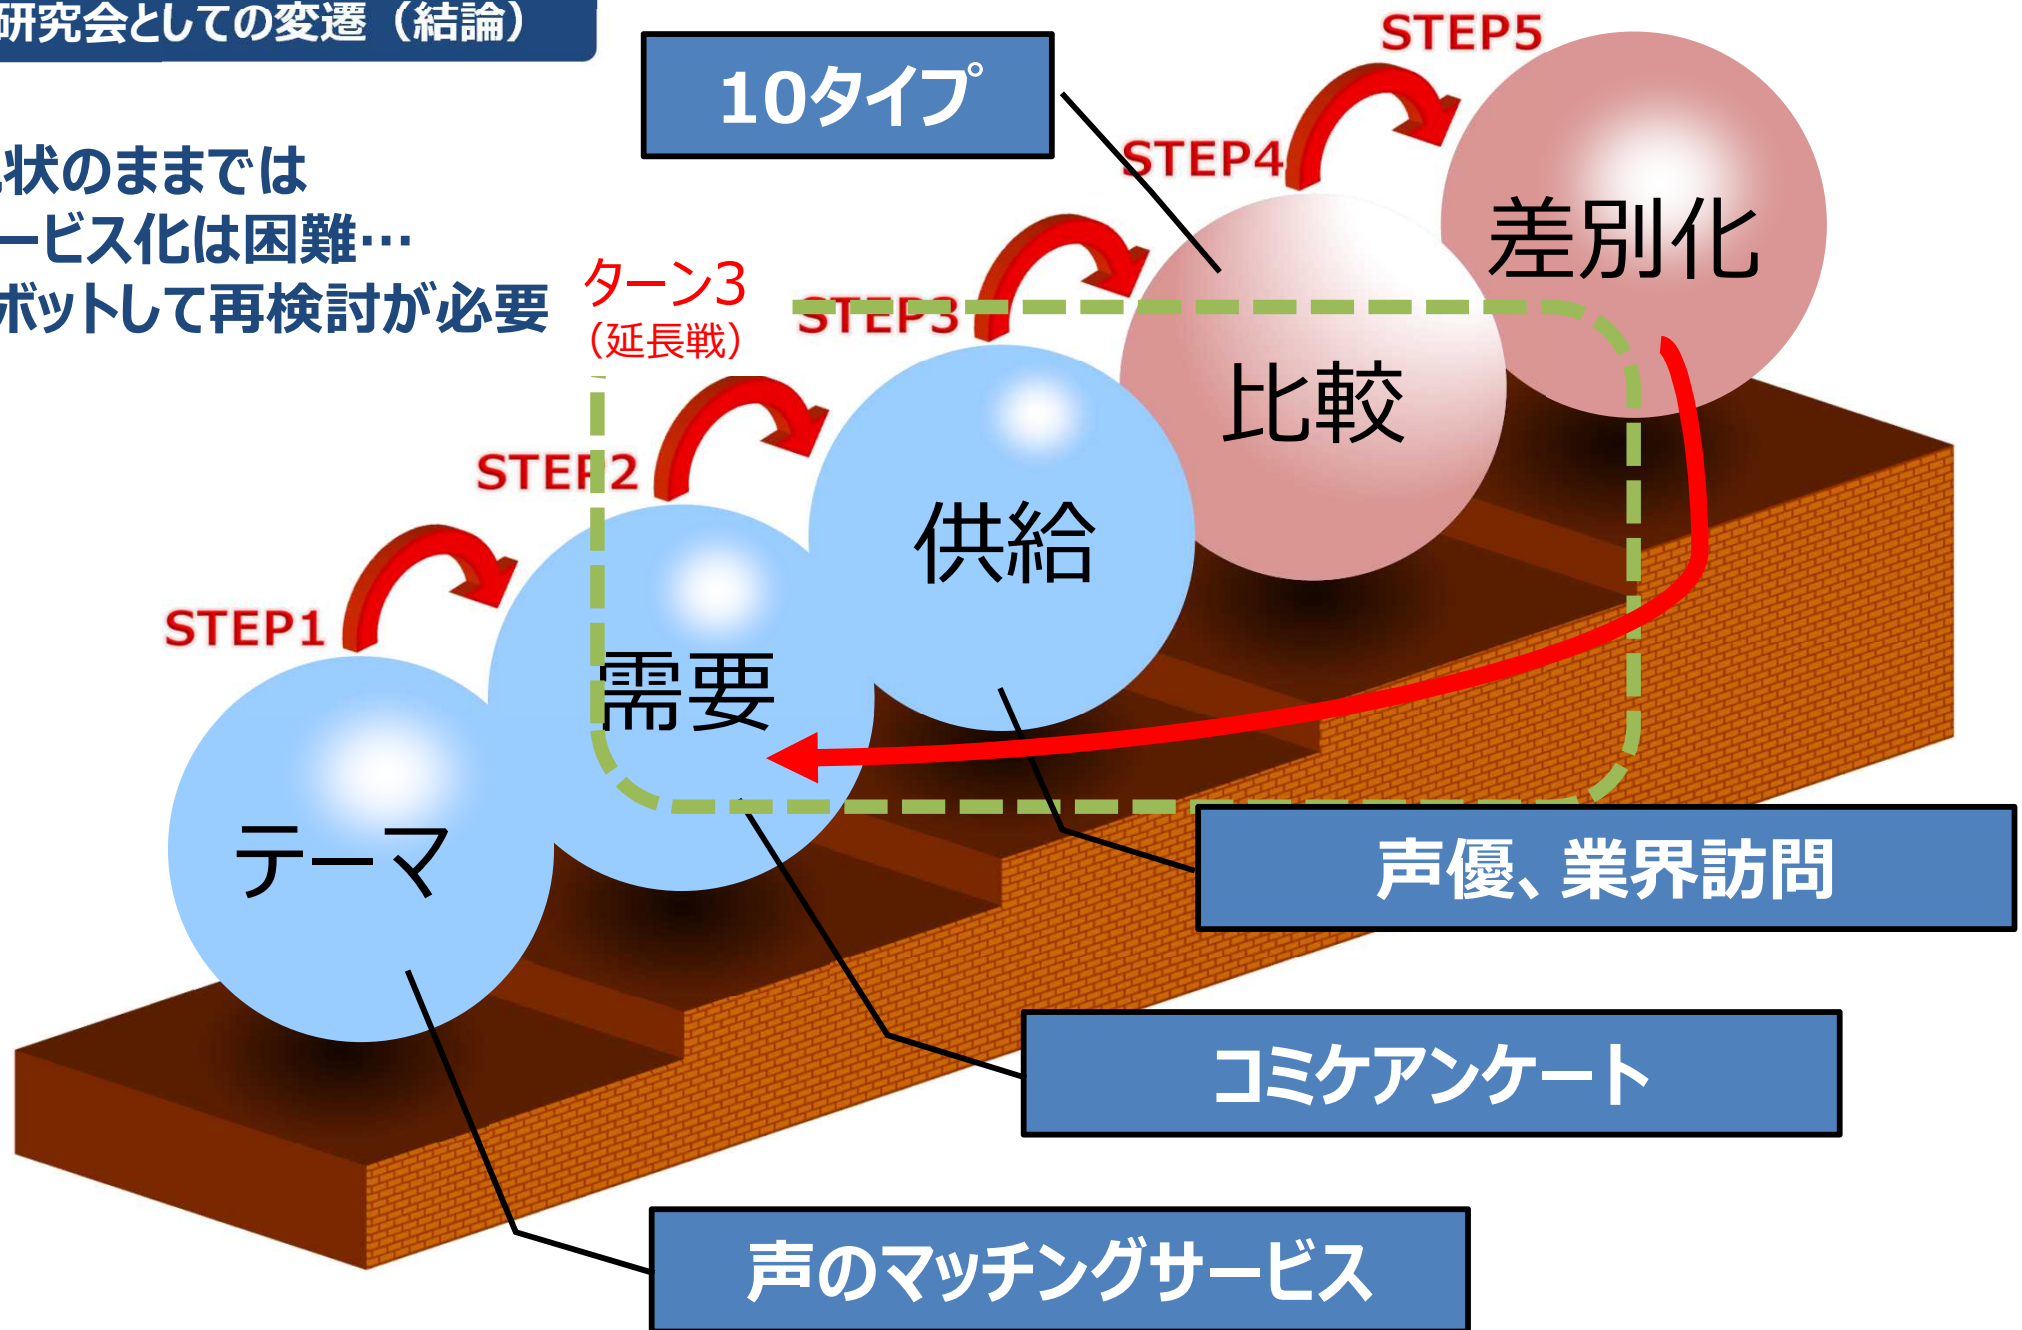 研究会としての変遷（結論）
状のままでは
ービス化は困難…
ボットして再検討が必要
10タイプ
STEP5
差別化
STEP4
比較
ターン3
（延長戦）
STEP3
供給
STEP2
需要
STEP1
テーマ
声優、業界訪問
コミケアンケート
声のマッチングサービス